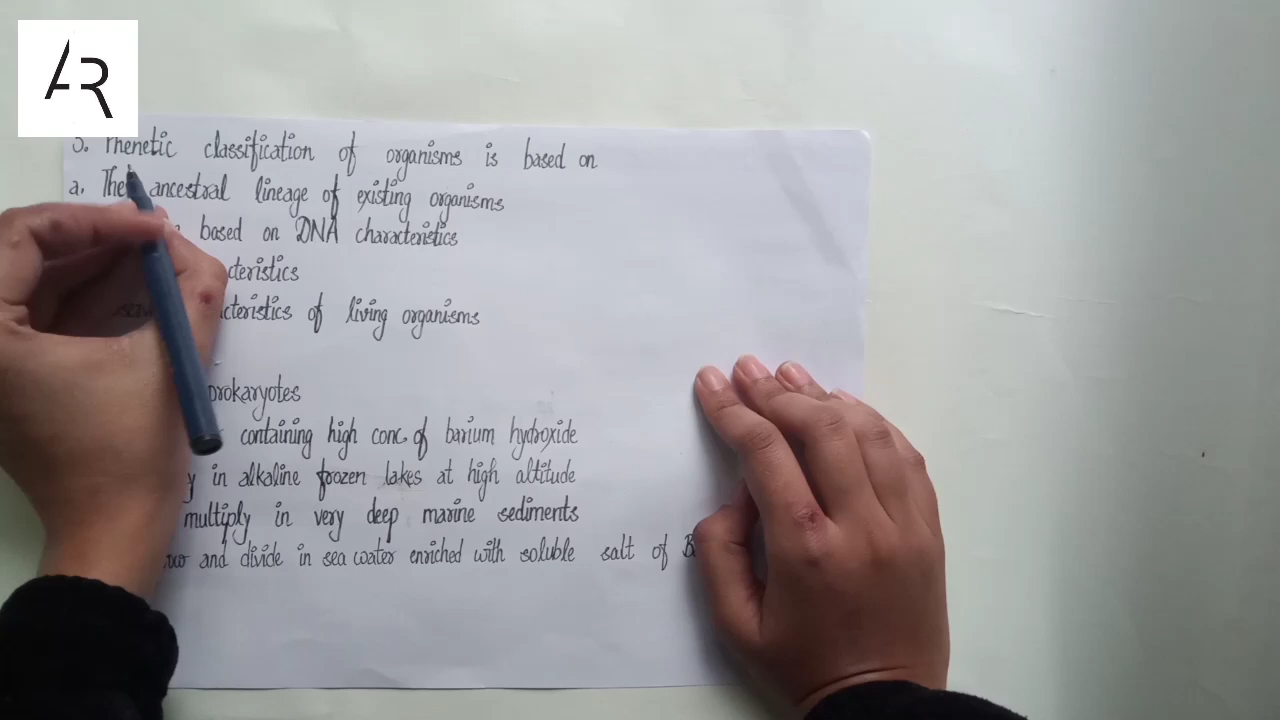 AR
Phenetic classification of organisms is based on
a. The ancestral lineage of existing organisms
based on DNA characteristics
cteristics
cteristics of living organisms
prokaryotes
containing high conc. of barium hydroxide
y in alkaline frozen lakes at high altitude
multiply in very deep marine sediments
and divide in sea water enriched with soluble salt of B